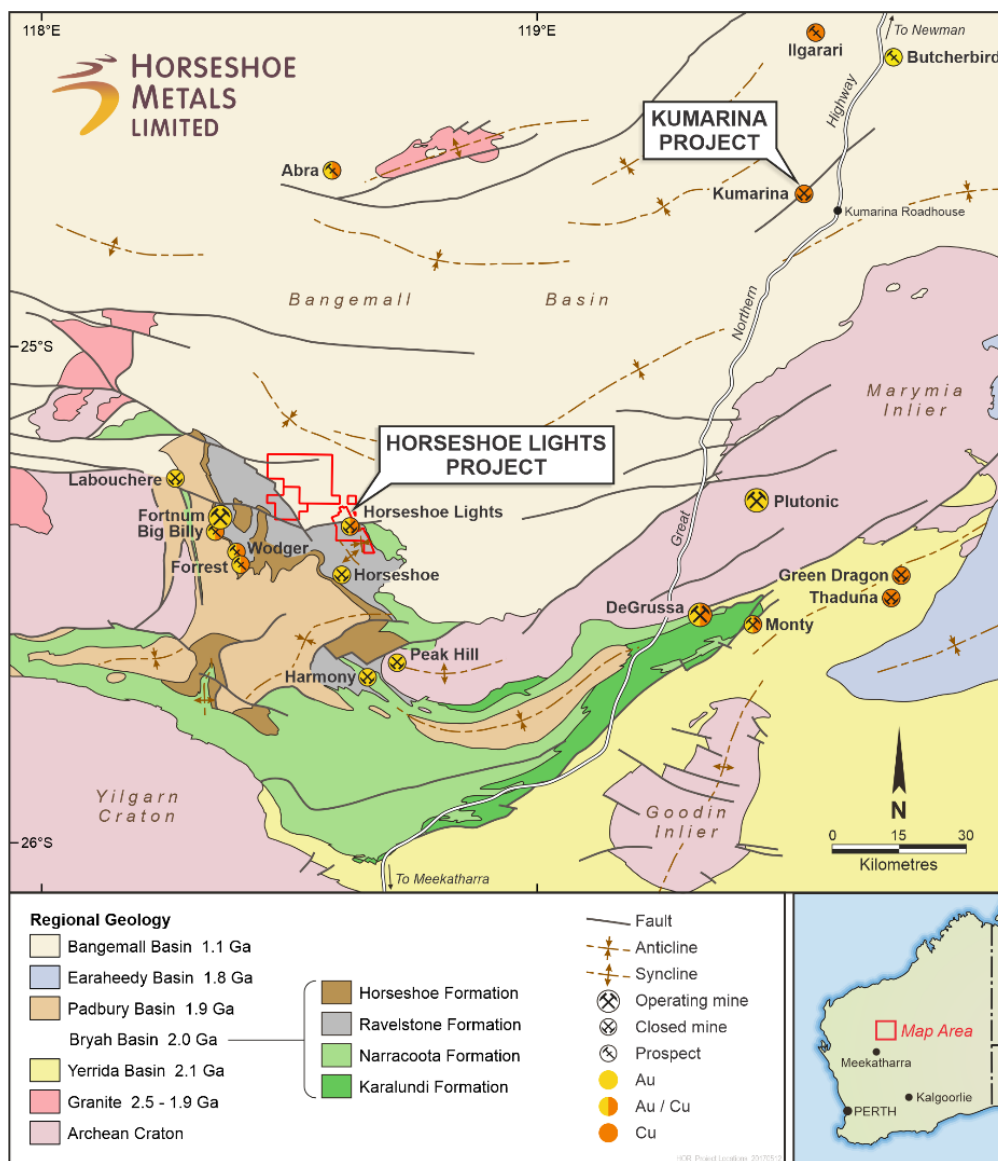 118°E
119°E
To Newman
HORSESHOE
METALS
LIMITED
Ilgarari
Butcherbird
Highway
KUMARINA
PROJECT
Abra
Kumarina
Kumarina Roadhouse
Bangemall
Basin
Northern
25°S
Marymia
Inlier
HORSESHOE LIGHTS
PROJECT
Labouchere
Plutonic
Fortnum
Horseshoe Lights
Big Billy
Great
Wodger
Forrest
Horseshoe
Green Dragon
Thaduna
DeGrussa
Monty
Peak Hill
Harmony
Yilgarn
Craton
Goodin
Inlier
N
26°S
0 15 30
Kilometres
To Meekatharra
Regional Geology
Bangemall Basin 1.1 Ga
Earaheedy Basin 1.8 Ga
Padbury Basin 1.9 Ga
Bryah Basin 2.0 Ga
Yerrida Basin 2.1 Ga
Granite 2.5 - 1.9 Ga
Archean Craton
Horseshoe Formation
Ravelstone Formation
Narracoota Formation
Karalundi Formation
Fault
Anticline
Syncline
Operating mine
Closed mine
Prospect
Au
Au / Cu
Cu
Map Area
Meekatharra
Kalgoorlie
PERTH